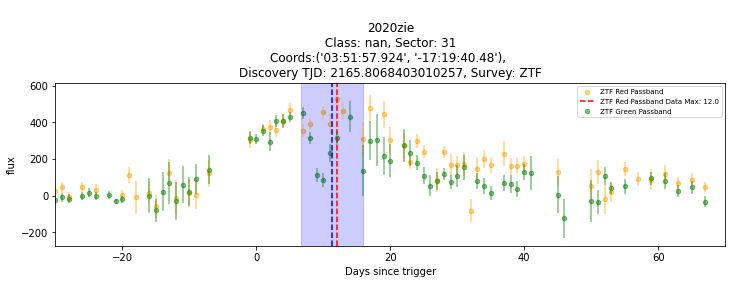 2020zie
Class: nan, Sector: 31
Coords:('03:51:57.924', '-17:19:40.48'),
Discovery TJD: 2165.8068403010257, Survey: ZTF
600
400
200
0
−200
flux
ZTF Red Passband
ZTF Red Passband Data Max: 12.0
ZTF Green Passband
−20
0
20
40
60
Days since trigger